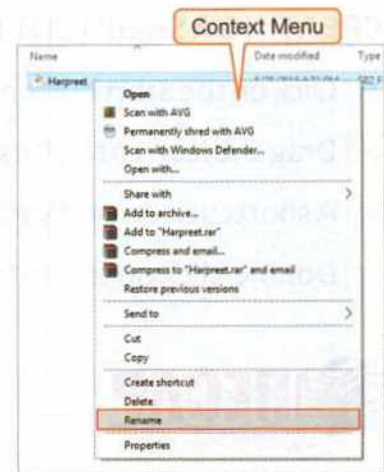 Context Menu
Name Date modified Type
Harpreet SB2 F
Open
Scan with AVG
Permanently shred with AVG
Scan with Windows Defender...
Open with...
Share with
Add to archive...
Add to "Harpreet.rar"
Compress and email...
Compress to "Harpreet.rar" and email
Restore previous versions
Send to
Cut
Copy
Create shortcut
Delete
Rename
Properties